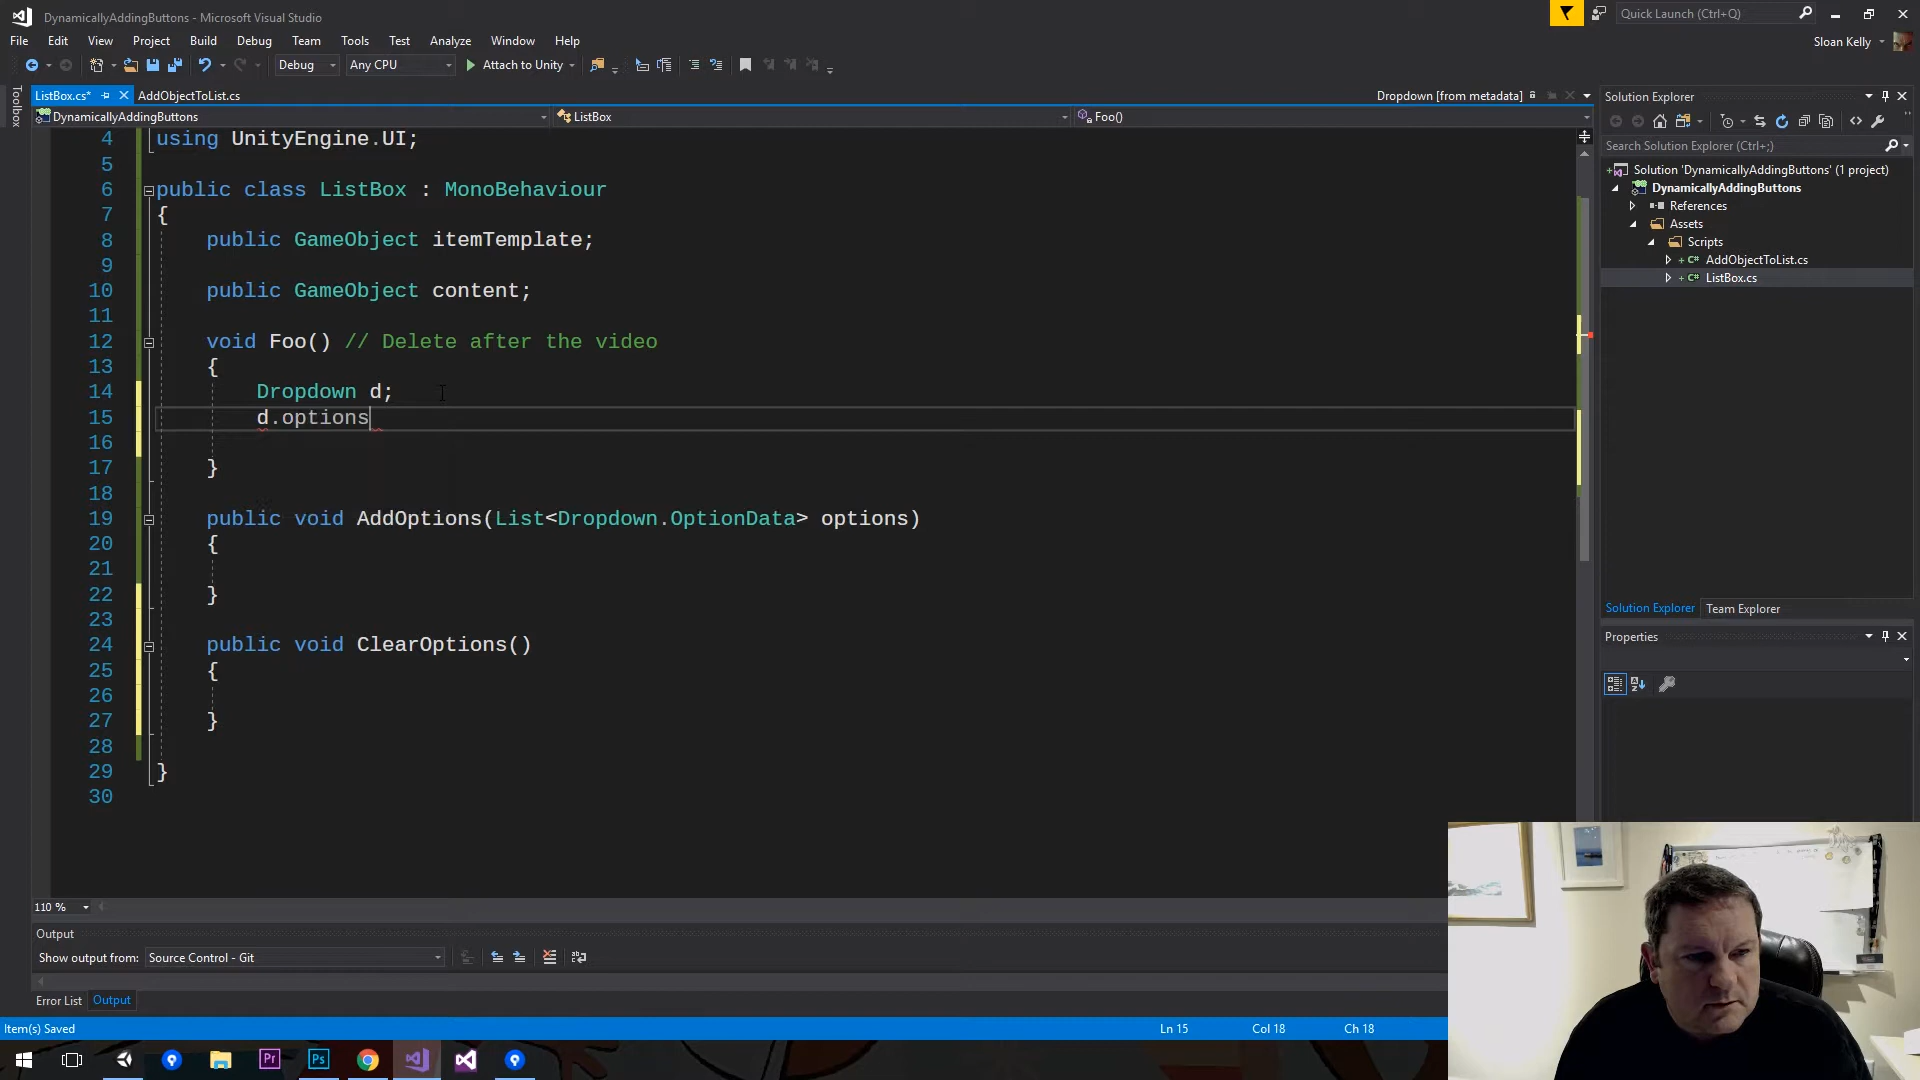 DynamicallyAddingButtons - Microsoft Visual Studio
Quick Launch (Ctrl+Q)
File Edit View Project Build Debug Team Tools Test Analyze Window Help
Sloan Kelly
Debug Any CPU Attach to Unity
Toolbox
ListBox.cs* AddObjectToList.cs Dropdown [from metadata]
DynamicallyAddingButtons ListBox Foo()
4 using UnityEngine.UI;
5
6 public class ListBox : MonoBehaviour
7 {
8 public GameObject itemTemplate;
9
10 public GameObject content;
11
12 void Foo() // Delete after the video
13 {
14 Dropdown d;
15 d.options
16
17 }
18
19 public void AddOptions(List<Dropdown.OptionData> options)
20 {
21
22 }
23
24 public void ClearOptions()
25 {
26
27 }
28
29 }
30
110 %
Output
Show output from: Source Control - Git
Error List Output
Solution Explorer
Search Solution Explorer (Ctrl+;)
Solution 'DynamicallyAddingButtons' (1 project)
DynamicallyAddingButtons
References
Assets
Scripts
AddObjectToList.cs
ListBox.cs
Solution Explorer Team Explorer
Properties
Item(s) Saved Ln 15 Col 18 Ch 18
Pr Ps